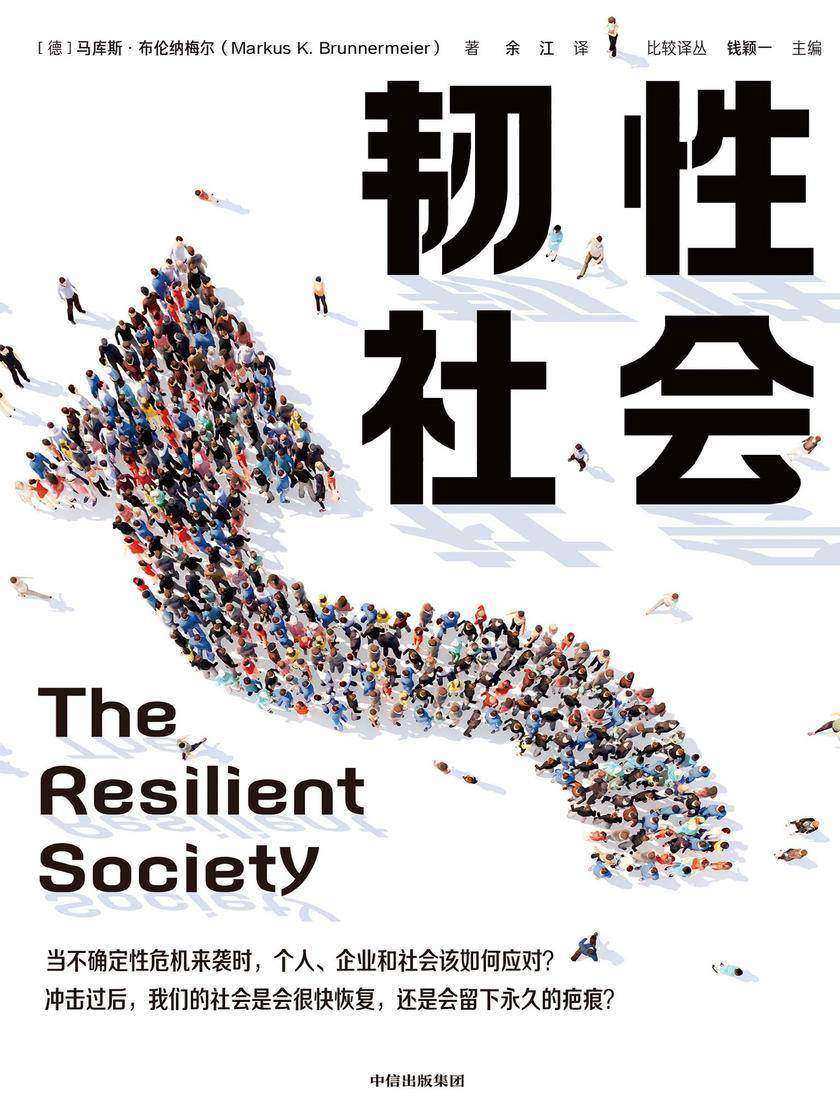 [德]马库斯·布伦纳梅尔（Markus K. Brunnermeier） 著 余 江 译 比较译丛 钱颖一 主编
韧性
社会
The
Resilient
Society
当不确定性危机来袭时，个人、企业和社会该如何应对？
冲击过后，我们的社会是会很快恢复，还是会留下永久的疤痕？
中信出版集团